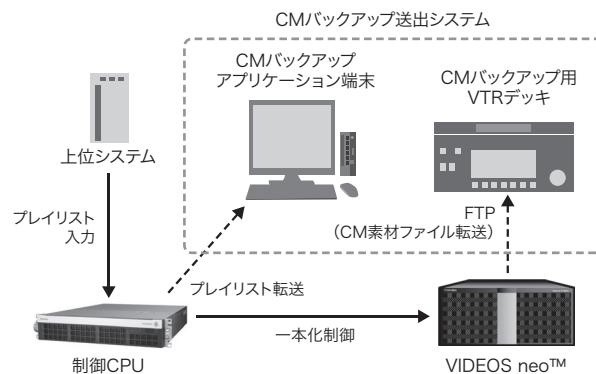 CMバックアップ送出システム
CMバックアップ
アプリケーション端末
CMバックアップ用
VTRデッキ
上位システム
プレイリスト
入力
FTP
（CM素材ファイル転送）
プレイリスト転送
一本化制御
制御CPU
VIDEOS neo™